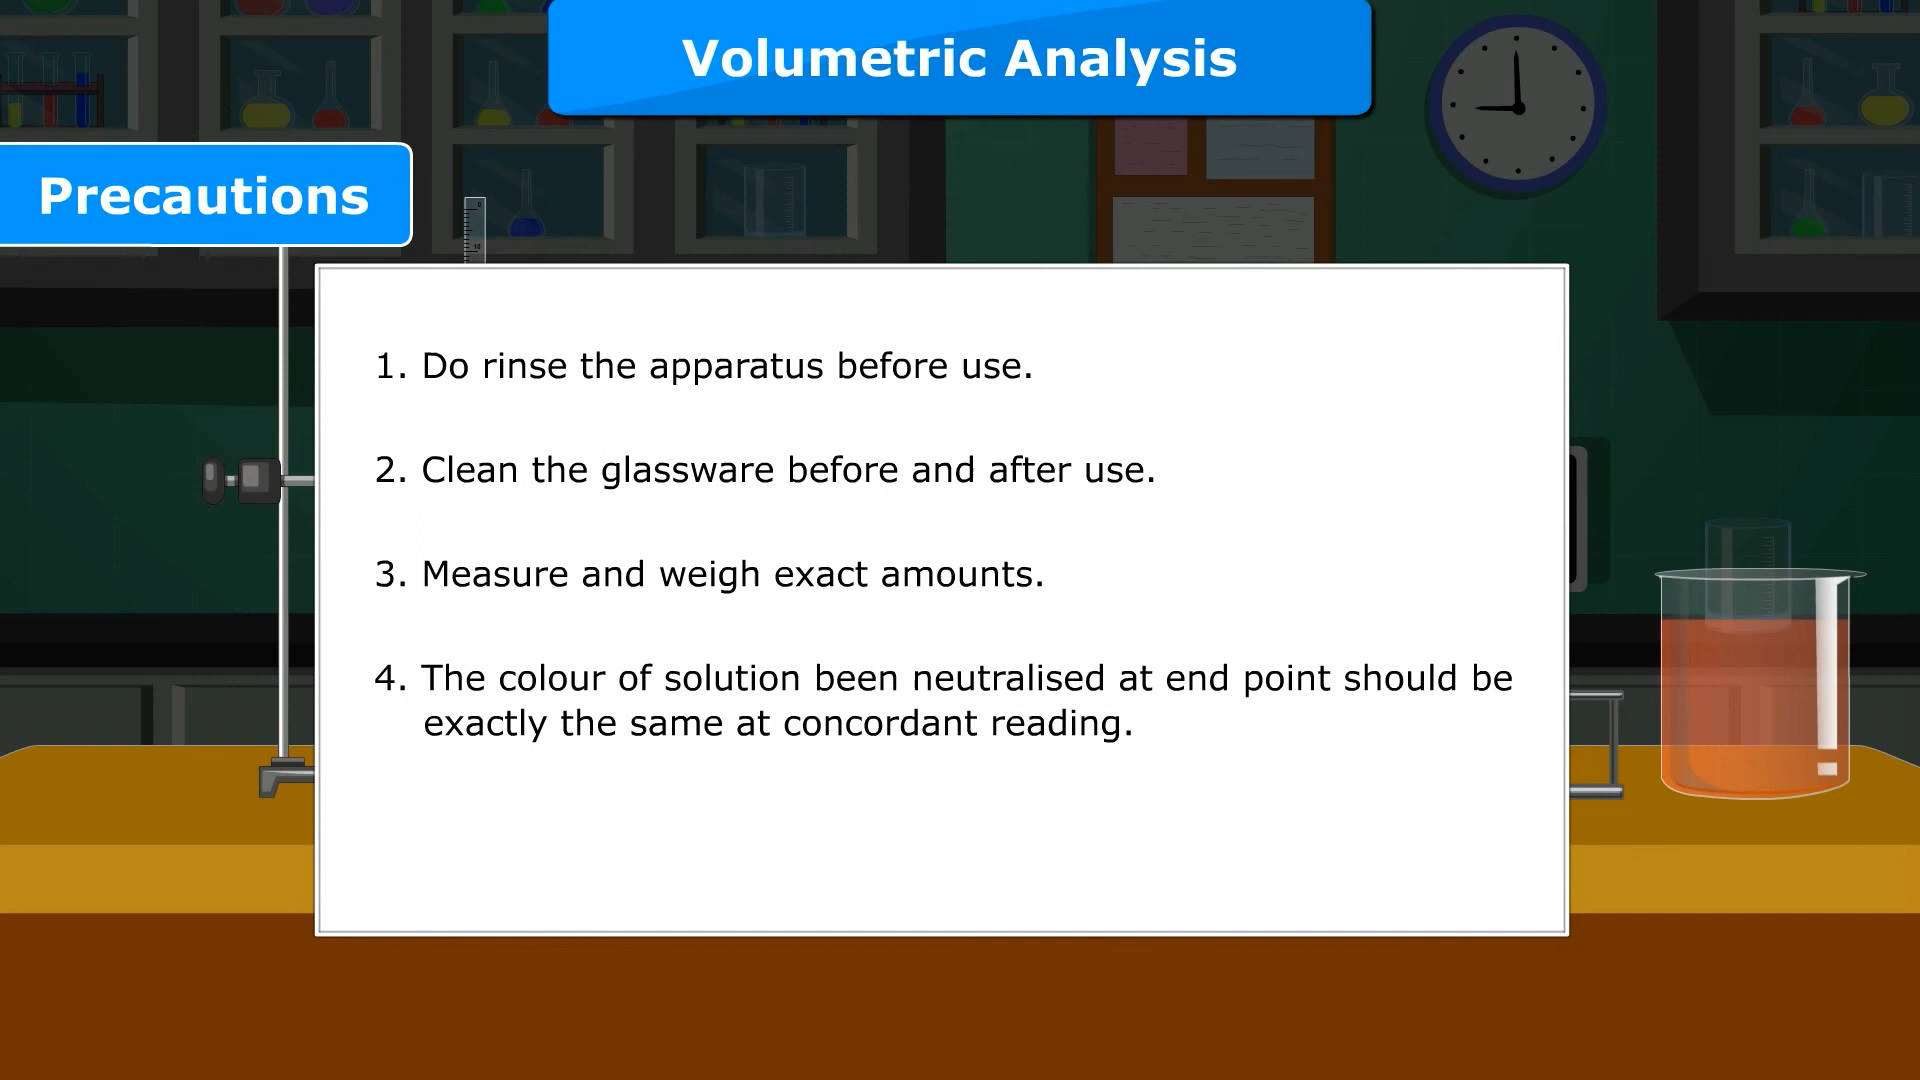 Volumetric Analysis
Precautions
0
10
1. Do rinse the apparatus before use.
2. Clean the glassware before and after use.
3. Measure and weigh exact amounts.
4. The colour of solution been neutralised at end point should be
exactly the same at concordant reading.